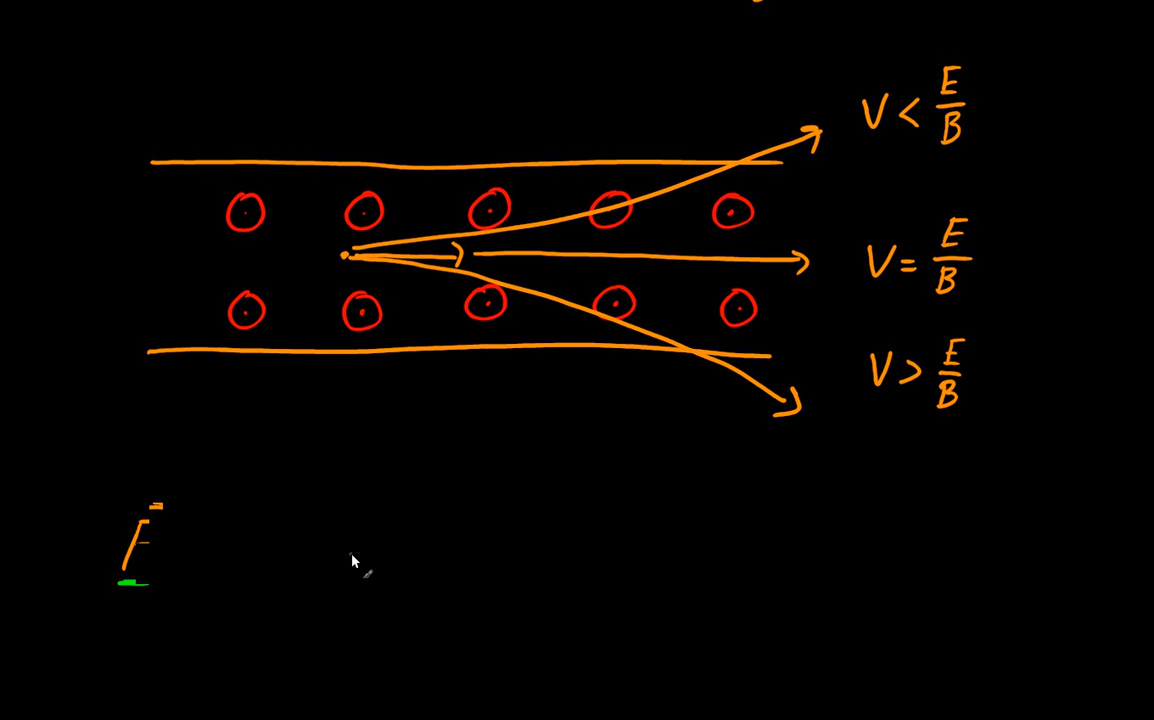 V < E/B
V = E/B
V > E/B